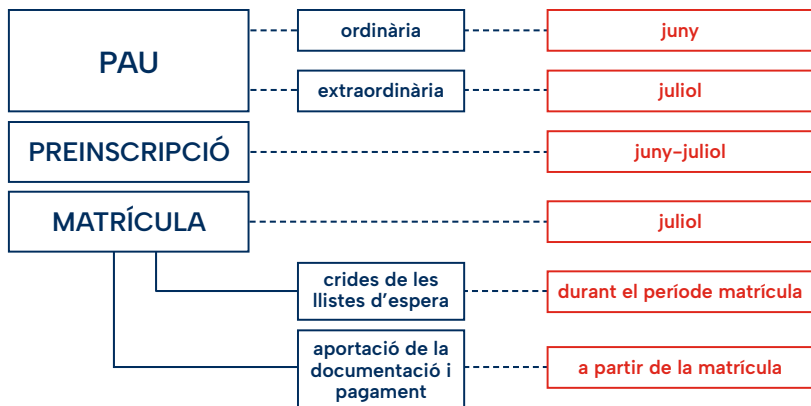 PAU
ordinària
juny
extraordinària
juliol
PREINSCRIPCIÓ
juny-juliol
MATRÍCULA
juliol
crides de les
llistes d'espera
durant el període matrícula
aportació de la
documentació i
pagament
a partir de la matrícula